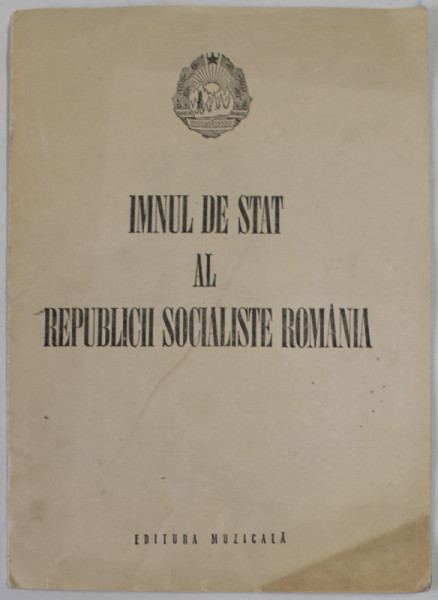 IMNUL DE STAT
AL
REPUBLICII SOCIALISTE ROMÂNIA
EDITURA MUZICALĂ